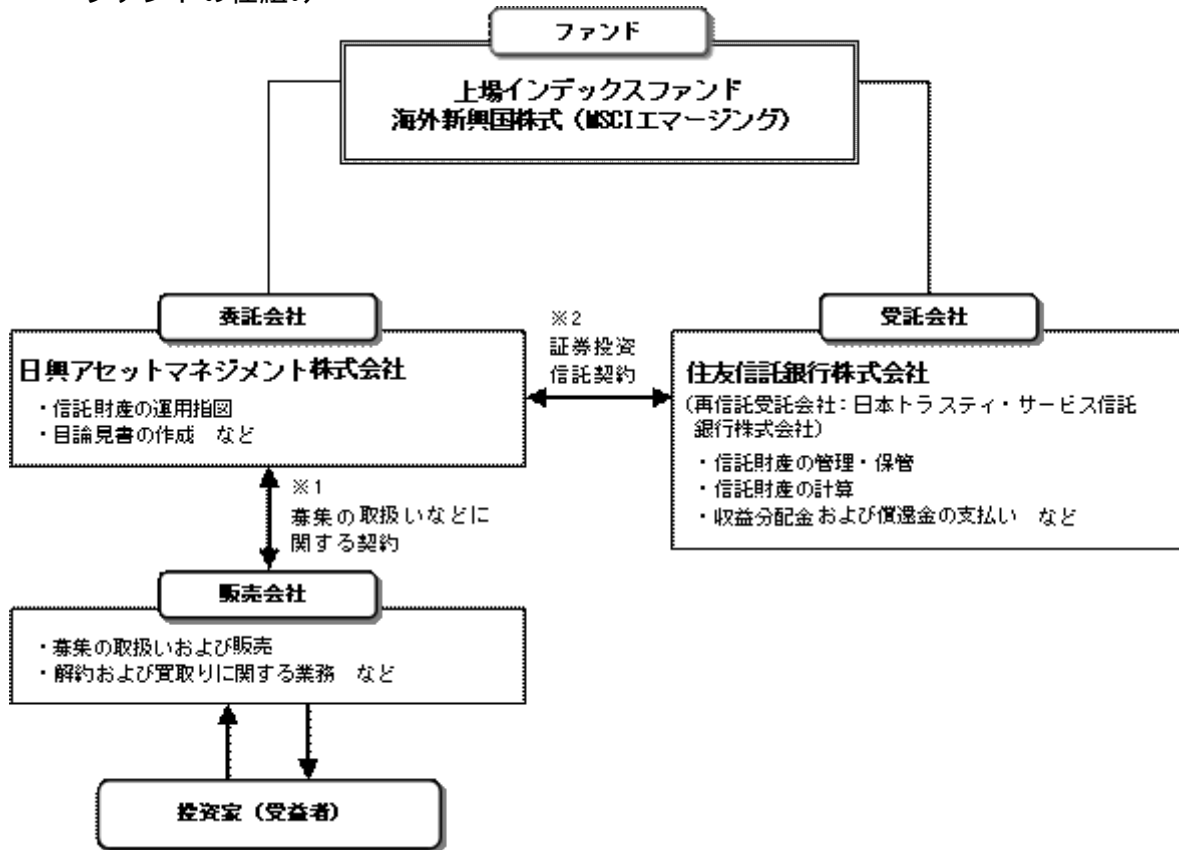 ファンドの仕組み
ファンド
上場インデックスファンド
海外新興国株式(MSCIエマージング)
委託会社
日興アセットマネジメント株式会社
・信託財産の運用指図
・目論見書の作成 など
※2
証券投資
信託契約
受託会社
住友信託銀行株式会社
(再信託受託会社:日本トラスティ・サービス信託
銀行株式会社)
・信託財産の管理・保管
・信託財産の計算
・収益分配金および償還金の支払い など
※1
募集の取扱いなどに
関する契約
販売会社
・募集の取扱いおよび販売
・解約および買取りに関する業務 など
投資家(受益者)